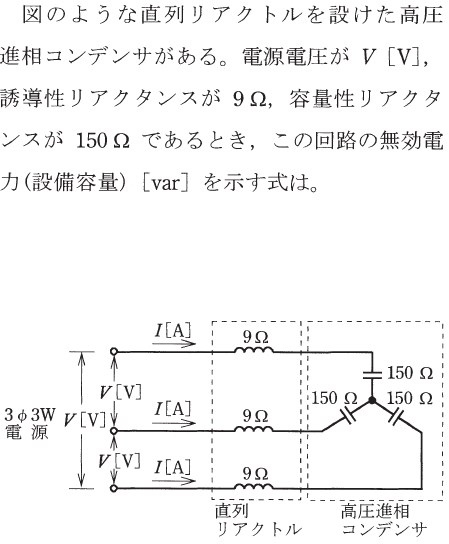 図のような直列リアクトルを設けた高圧
進相コンデンサがある。電源電圧が V［V］，
誘導性リアクタンスが 9 Ω，容量性リアクタ
ンスが 150 Ω であるとき，この回路の無効電
力(設備容量)［var］を示す式は。
I[A]
9 Ω
150 Ω
V[V]
150 Ω
150 Ω
I[A]
9 Ω
3φ3W
電 源
V[V]
V[V]
I[A]
9 Ω
直列
リアクトル
高圧進相
コンデンサ